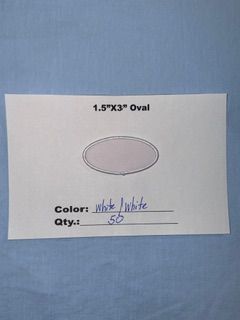 1.5"X3" Oval
Color: White/White
Qty.: 50